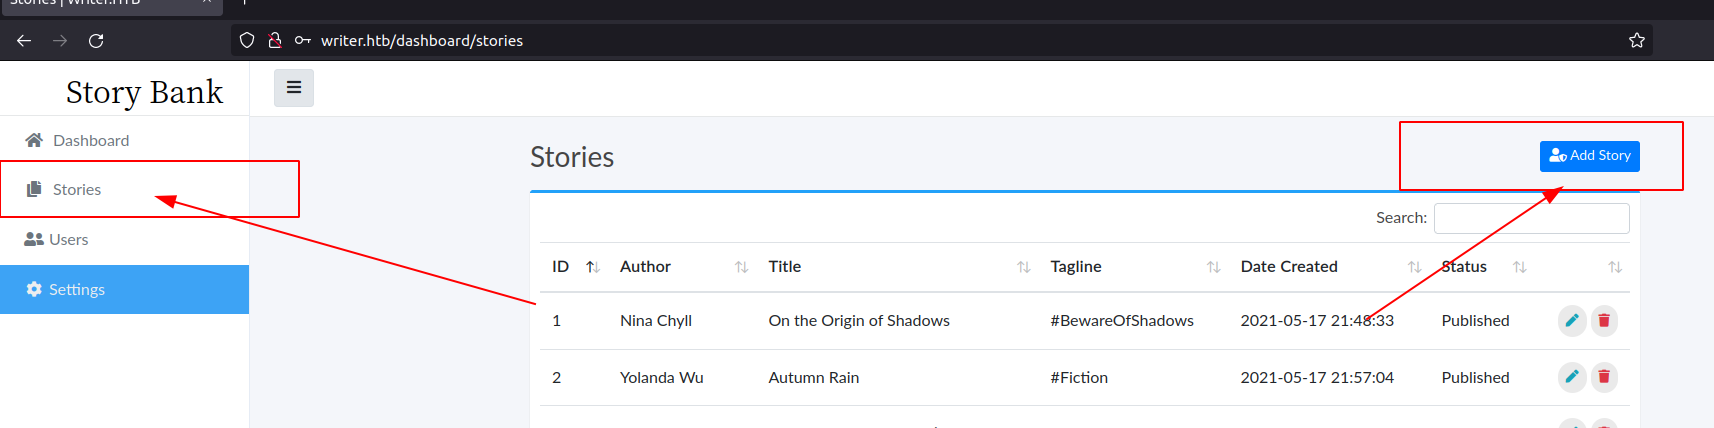 Stories | Writer.HTB
writer.htb/dashboard/stories
Story Bank
Dashboard
Stories
Users
Settings
Stories
Add Story
Search:
ID Author Title Tagline Date Created Status
1 Nina Chyll On the Origin of Shadows #BewareOfShadows 2021-05-17 21:48:33 Published
2 Yolanda Wu Autumn Rain #Fiction 2021-05-17 21:57:04 Published